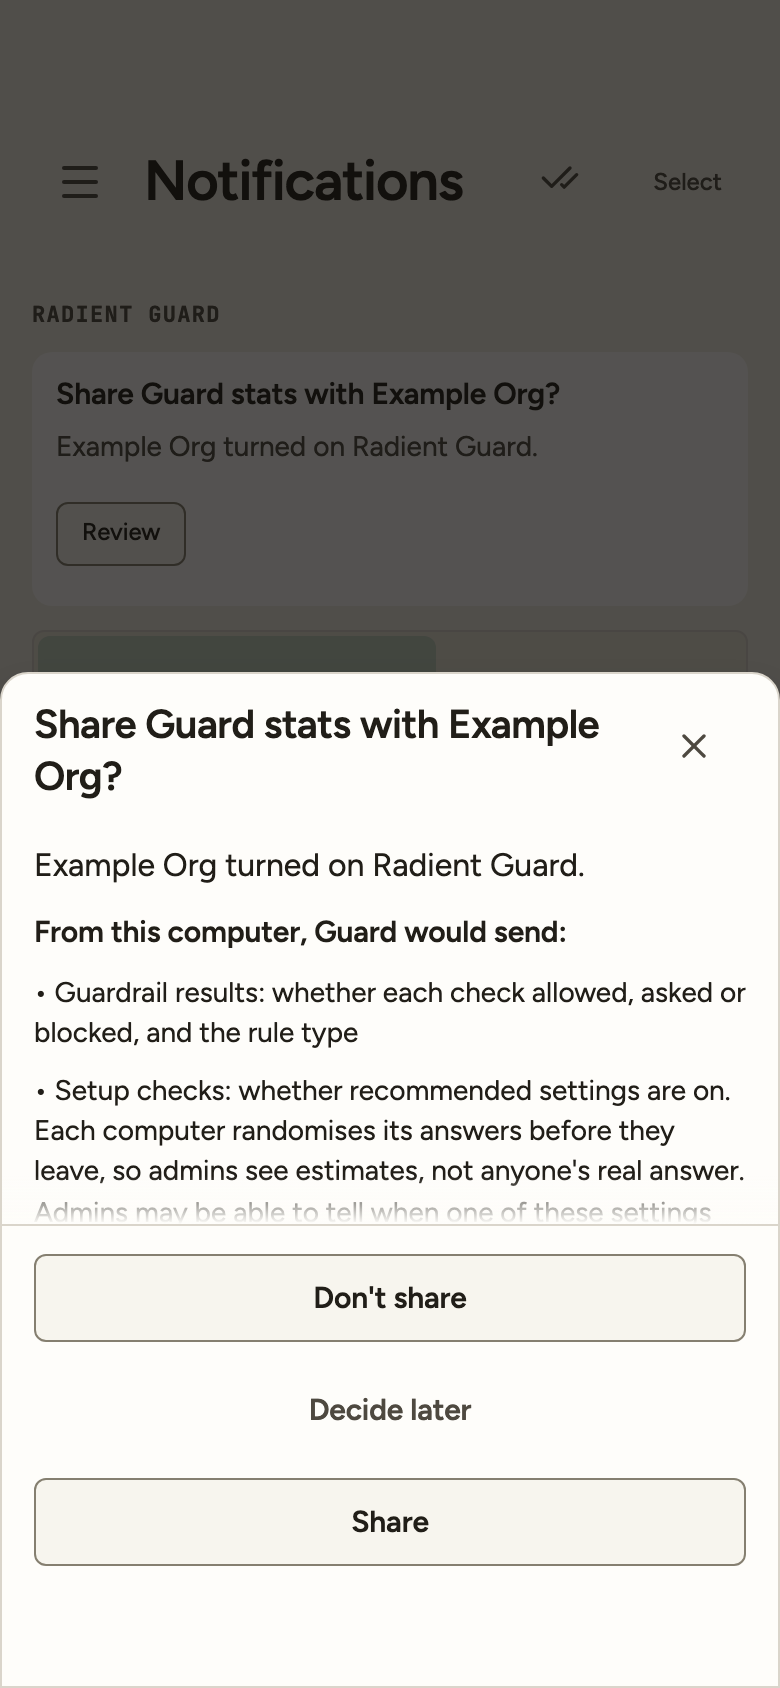 Notifications
Select
RADIENT GUARD
Share Guard stats with Example Org?
Example Org turned on Radient Guard.
Review
Share Guard stats with Example
Org?
Example Org turned on Radient Guard.
From this computer, Guard would send:
• Guardrail results: whether each check allowed, asked or
blocked, and the rule type
• Setup checks: whether recommended settings are on.
Each computer randomises its answers before they
leave, so admins see estimates, not anyone's real answer.
Admins may be able to tell when one of these settings
Don't share
Decide later
Share